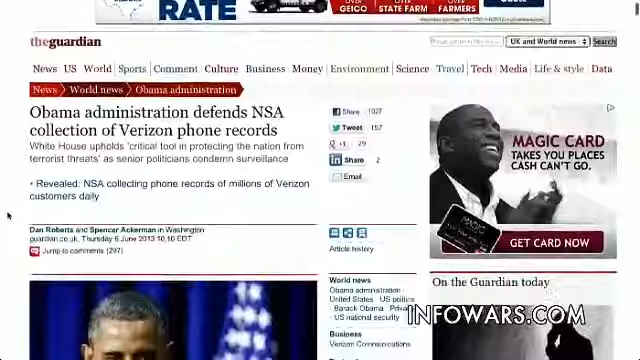 RATE
OVER GEICO
OVER STATE FARM
OVER FARMERS
theguardian
UK and World news
Search
News US World Sports Comment Culture Business Money Environment Science Travel Tech Media Life & style Data
News World news Obama administration
Obama administration defends NSA
collection of Verizon phone records
White House upholds 'critical tool in protecting the nation from
terrorist threats' as senior politicians condemn surveillance
• Revealed: NSA collecting phone records of millions of Verizon
customers daily
Share 1027
Tweet 157
+1 29
Share 2
Email
MAGIC CARD
TAKES YOU PLACES
CASH CAN'T GO.
MAGIC
GET CARD NOW
Dan Roberts and Spencer Ackerman in Washington
guardian.co.uk, Thursday 6 June 2013 10.10 EDT
Jump to comments (297)
Article history
World news
Obama administration ·
United States · US politics
· Barack Obama
· US national security
Business
Verizon Communications
On the Guardian today
INFOWARS.COM